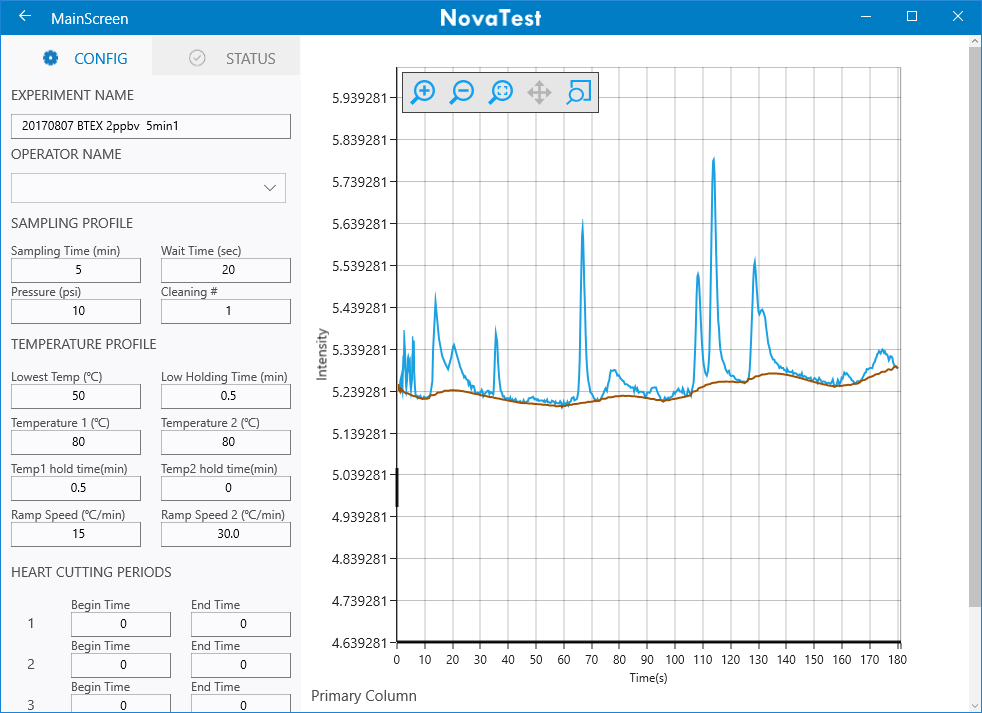 MainScreen
NovaTest
CONFIG
STATUS
EXPERIMENT NAME
20170807 BTEX 2ppbv 5min1
OPERATOR NAME
SAMPLING PROFILE
Sampling Time (min) Wait Time (sec)
5 20
Pressure (psi) Cleaning #
10 1
TEMPERATURE PROFILE
Lowest Temp (℃) Low Holding Time (min)
50 0.5
Temperature 1 (℃) Temperature 2 (℃)
80 80
Temp1 hold time(min) Temp2 hold time(min)
0.5 0
Ramp Speed (℃/min) Ramp Speed 2 (℃/min)
15 30.0
HEART CUTTING PERIODS
Begin Time End Time
1 0 0
Begin Time End Time
2 0 0
Begin Time End Time
3 0 0
Intensity
5.939281
5.839281
5.739281
5.639281
5.539281
5.439281
5.339281
5.239281
5.139281
5.039281
4.939281
4.839281
4.739281
4.639281
0 10 20 30 40 50 60 70 80 90 100 110 120 130 140 150 160 170 180
Time(s)
Primary Column